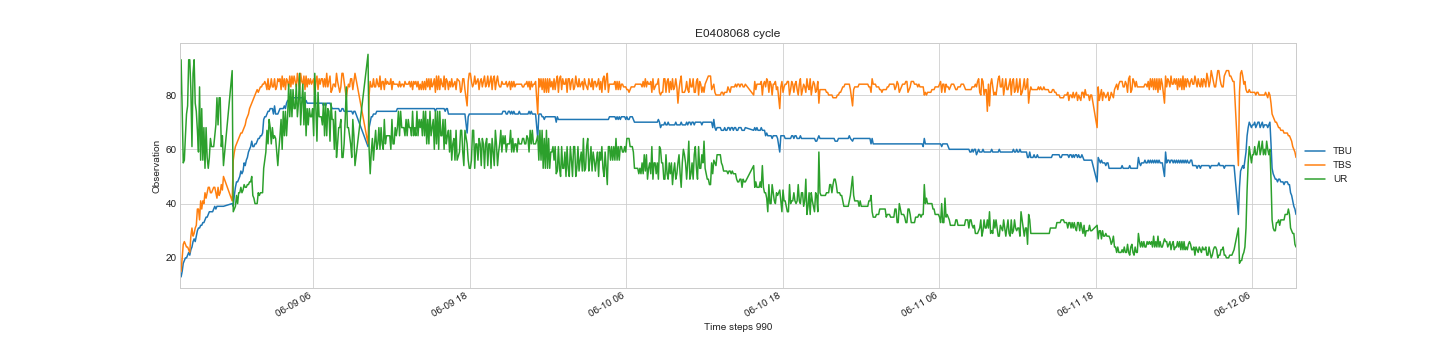 E0408068 cycle
Observation
80
60
40
20
06-09 06
06-09 18
06-10 06
06-10 18
06-11 06
06-11 18
06-12 06
Time steps 990
TBU
TBS
UR